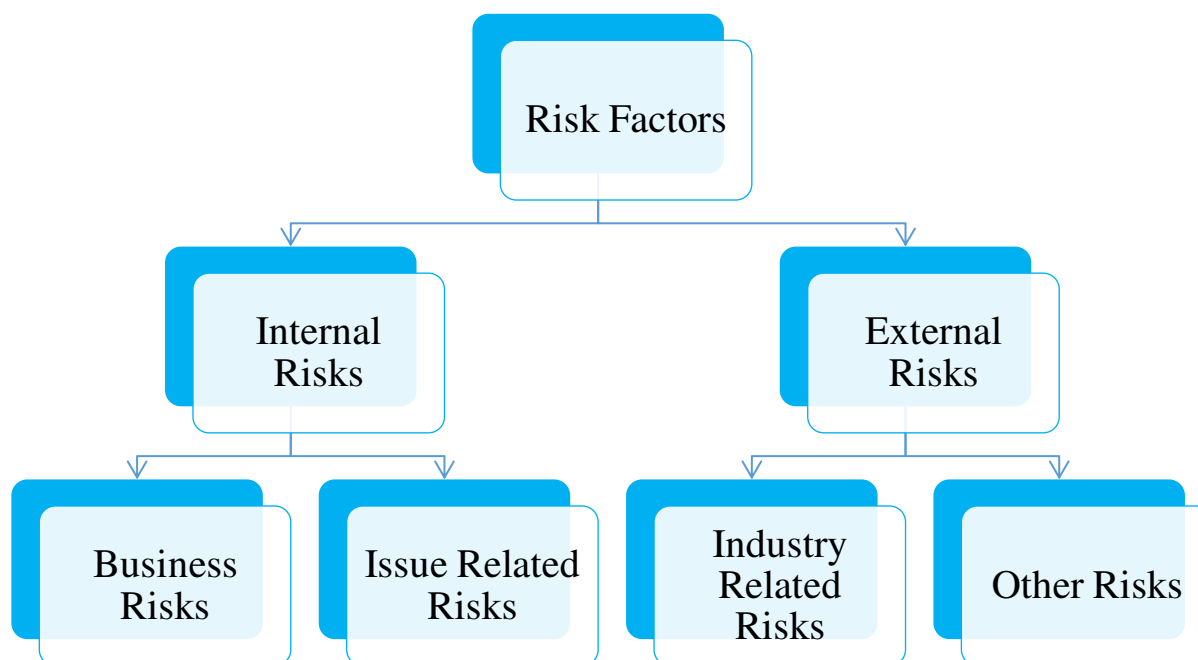 Risk Factors
Internal
Risks
External
Risks
Business
Risks
Issue Related
Risks
Industry
Related
Risks
Other Risks